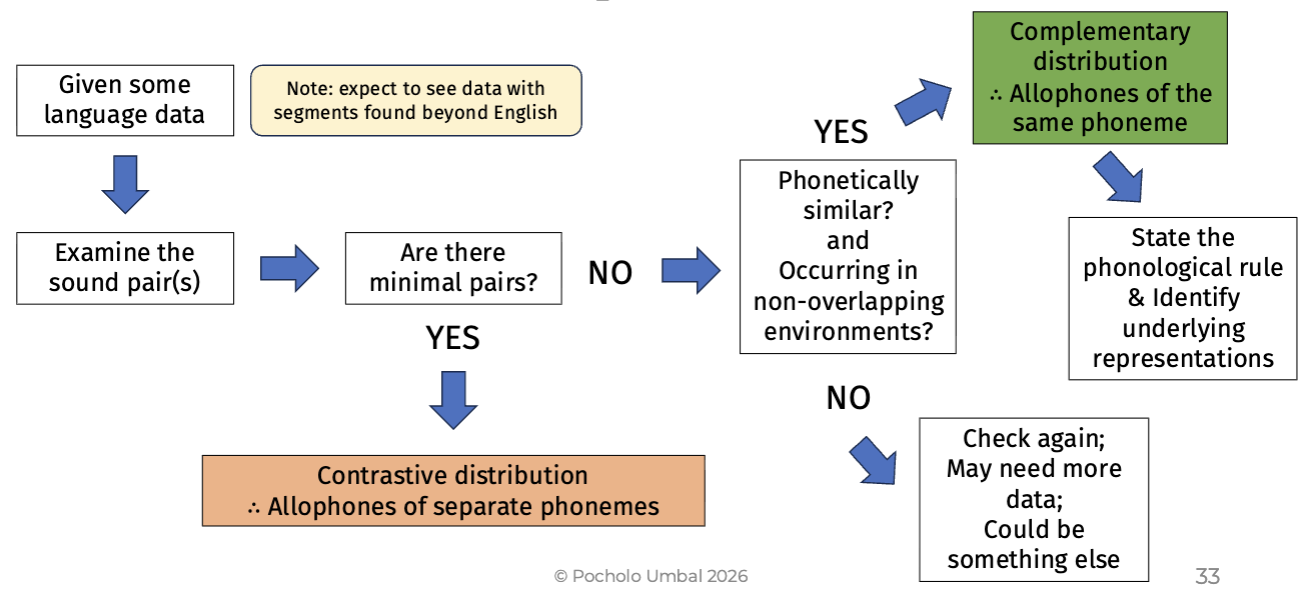 Given some
language data
Note: expect to see data with
segments found beyond English
Examine the
sound pair(s)
Are there
minimal pairs?
NO
YES
Contrastive distribution
∴ Allophones of separate phonemes
Phonetically
similar?
and
Occurring in
non-overlapping
environments?
YES
Complementary
distribution
∴ Allophones of the
same phoneme
State the
phonological rule
& Identify
underlying
representations
NO
Check again;
May need more
data;
Could be
something else
© Pocholo Umbal 2026
33